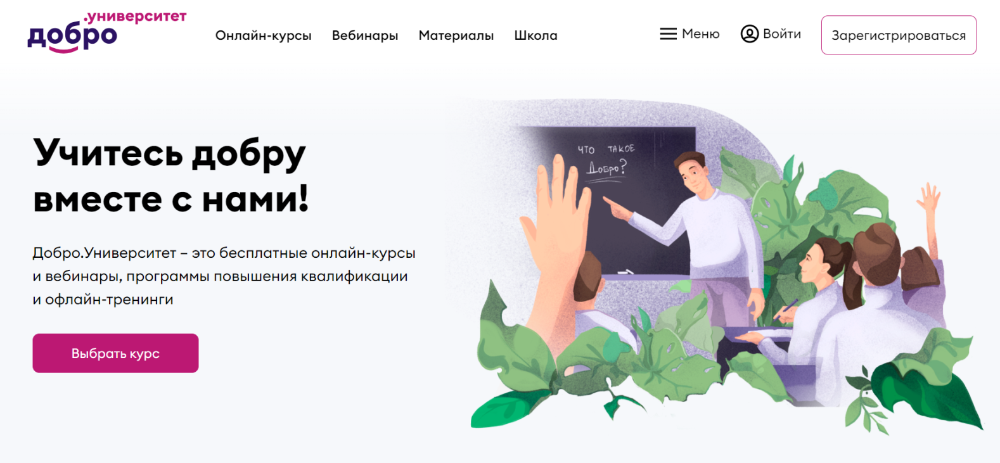 добро.университет
Онлайн-курсы
Вебинары
Материалы
Школа
Меню
Войти
Зарегистрироваться
Учитесь добру
вместе с нами!
Добро.Университет – это бесплатные онлайн-курсы
и вебинары, программы повышения квалификации
и офлайн-тренинги
Выбрать курс
ЧТО ТАКОЕ
ДОБРО?